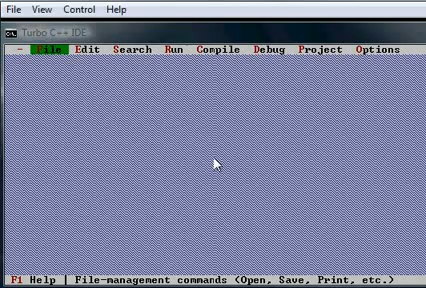 File View Control Help
Turbo C++ IDE
- File Edit Search Run Compile Debug Project Options
F1 Help | File-management commands (Open, Save, Print, etc.)